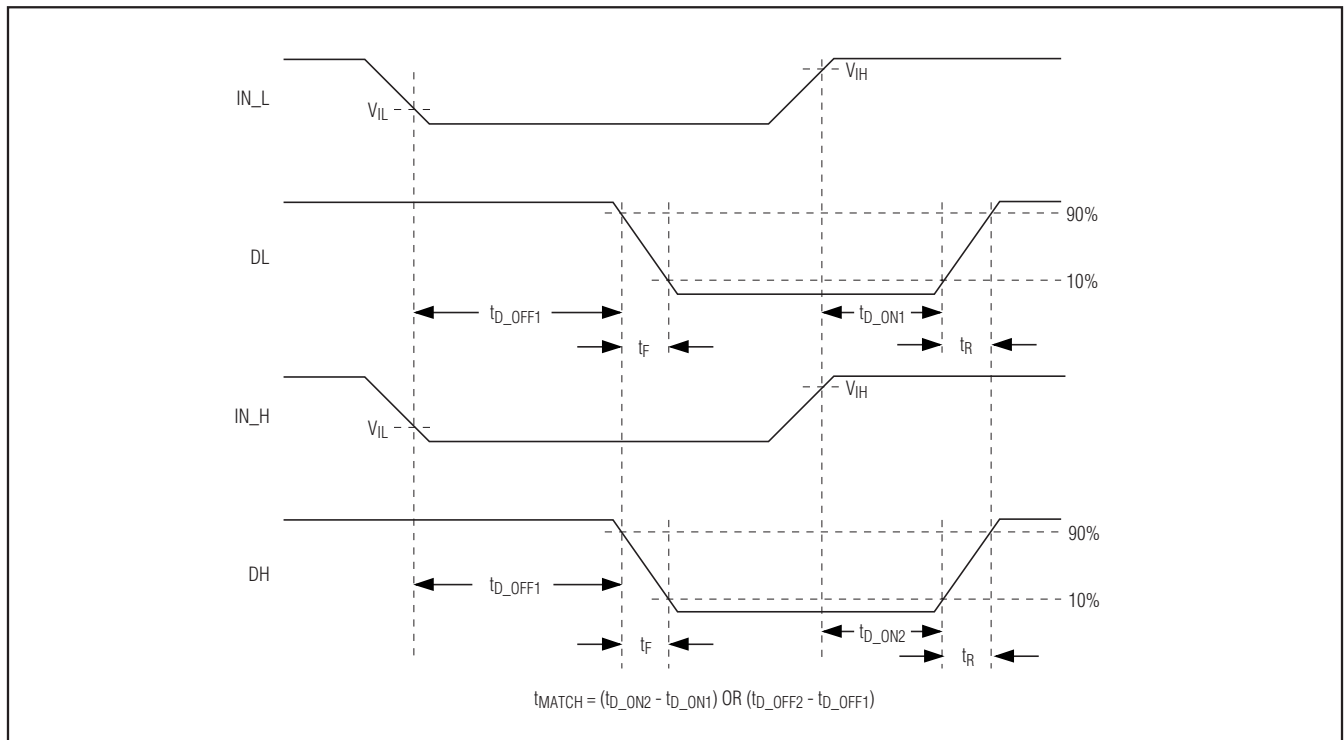 IN_L
VIL
VIH
DL
90%
10%
tD_OFF1
tF
tD_ON1
tR
IN_H
VIL
VIH
DH
90%
10%
tD_OFF1
tF
tD_ON2
tR
tMATCH = (tD_ON2 - tD_ON1) OR (tD_OFF2 - tD_OFF1)